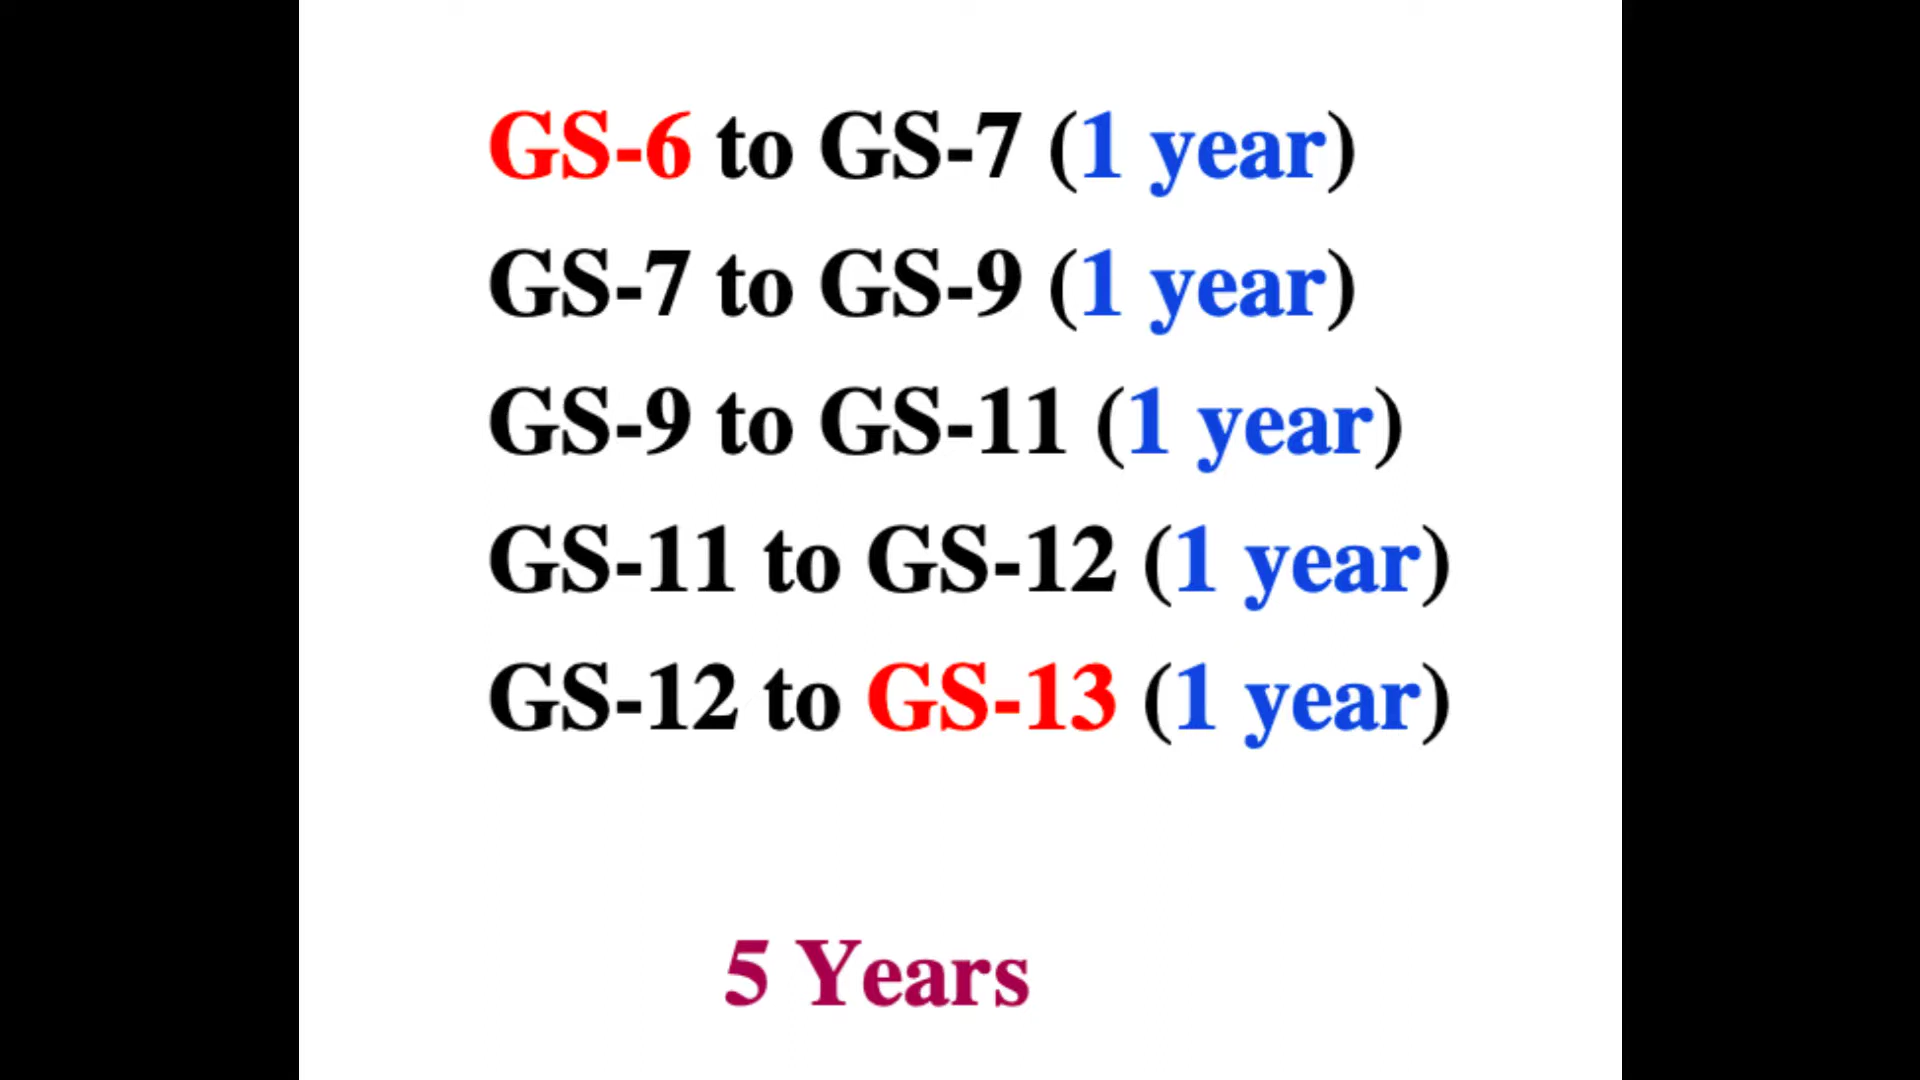 GS-6 to GS-7 (1 year)
GS-7 to GS-9 (1 year)
GS-9 to GS-11 (1 year)
GS-11 to GS-12 (1 year)
GS-12 to GS-13 (1 year)
5 Years